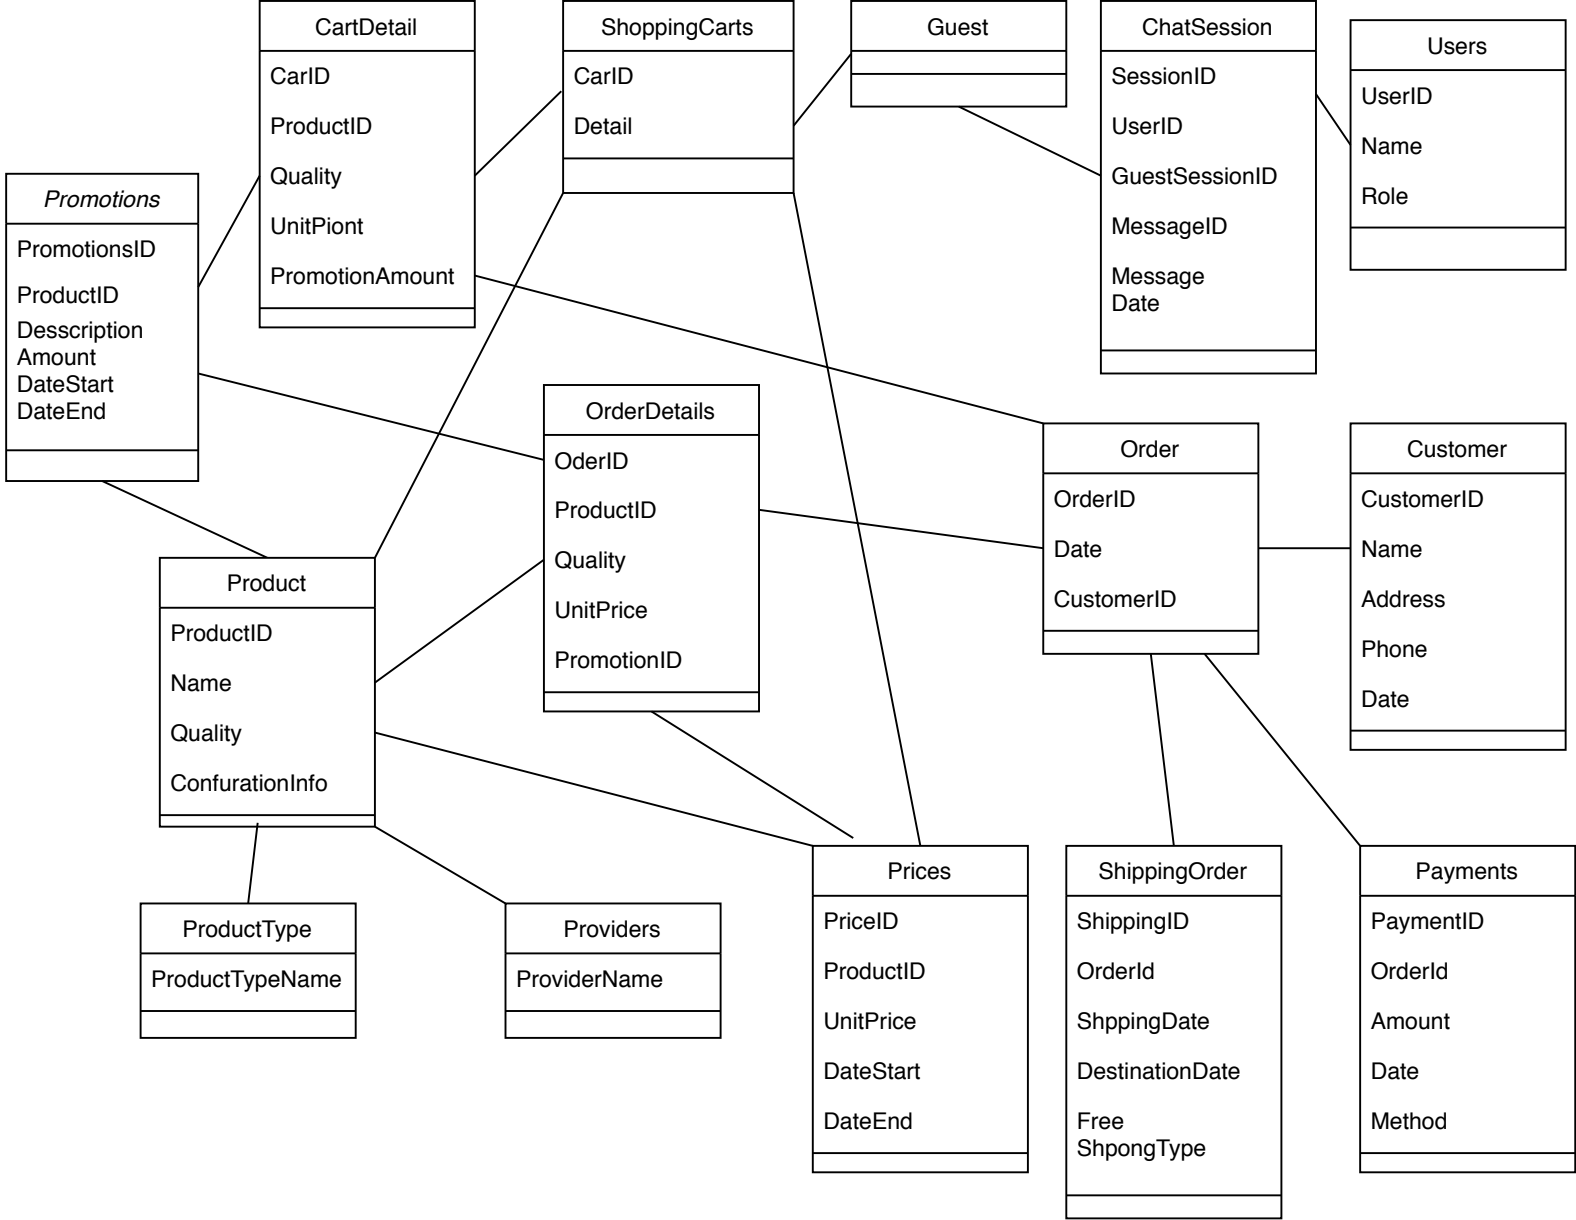 CartDetail
CarID
ProductID
Quality
UnitPiont
PromotionAmount
ShoppingCarts
CarID
Detail
Guest
ChatSession
SessionID
UserID
GuestSessionID
MessageID
Message
Date
Users
UserID
Name
Role
Promotions
PromotionsID
ProductID
Desscription
Amount
DateStart
DateEnd
OrderDetails
OderID
ProductID
Quality
UnitPrice
PromotionID
Order
OrderID
Date
CustomerID
Customer
CustomerID
Name
Address
Phone
Date
Product
ProductID
Name
Quality
ConfurationInfo
ProductType
ProductTypeName
Providers
ProviderName
Prices
PriceID
ProductID
UnitPrice
DateStart
DateEnd
ShippingOrder
ShippingID
OrderId
ShppingDate
DestinationDate
Free
ShpongType
Payments
PaymentID
OrderId
Amount
Date
Method